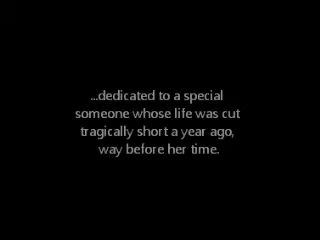 ...dedicated to a special
someone whose life was cut
tragically short a year ago,
way before her time.